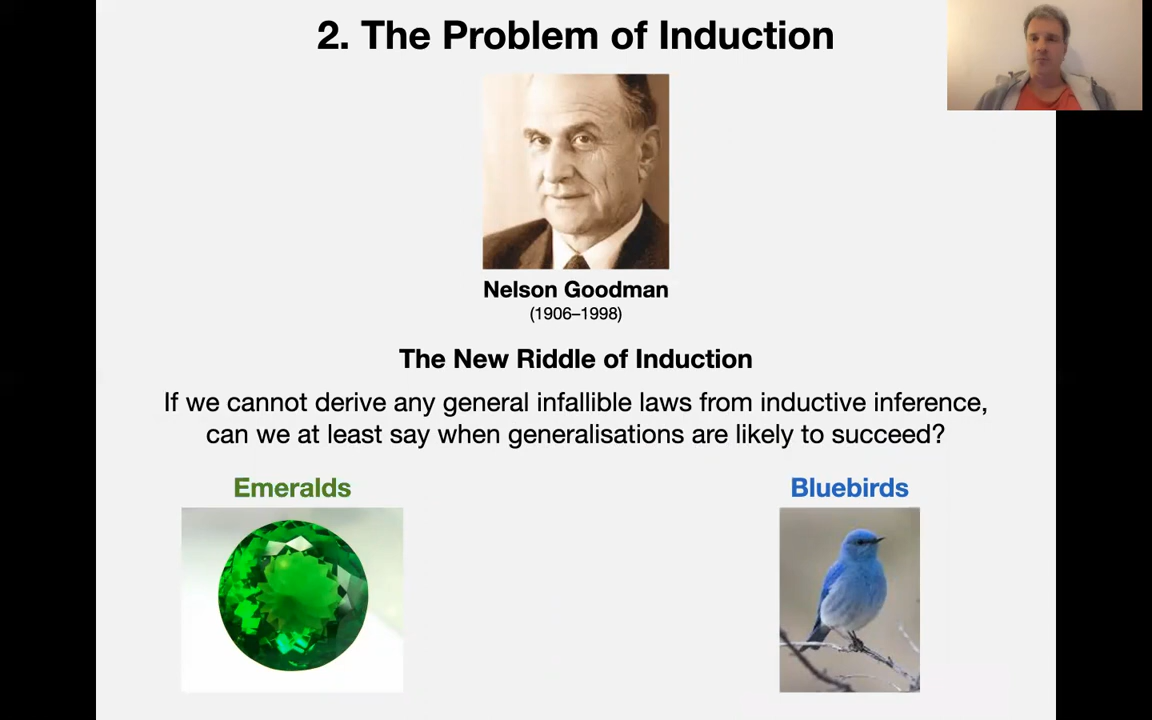 2. The Problem of Induction
Nelson Goodman
(1906–1998)
The New Riddle of Induction
If we cannot derive any general infallible laws from inductive inference,
can we at least say when generalisations are likely to succeed?
Emeralds
Bluebirds